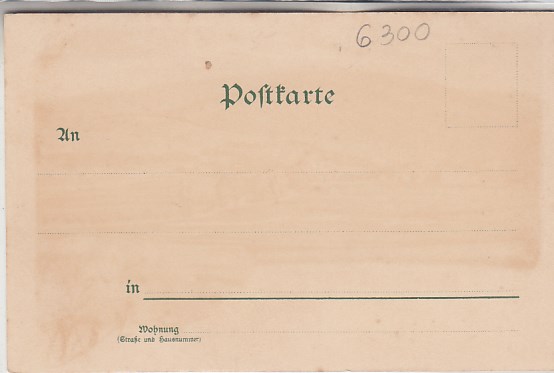 6300
Postkarte
An
in
Wohnung
(Straße und Hausnummer)